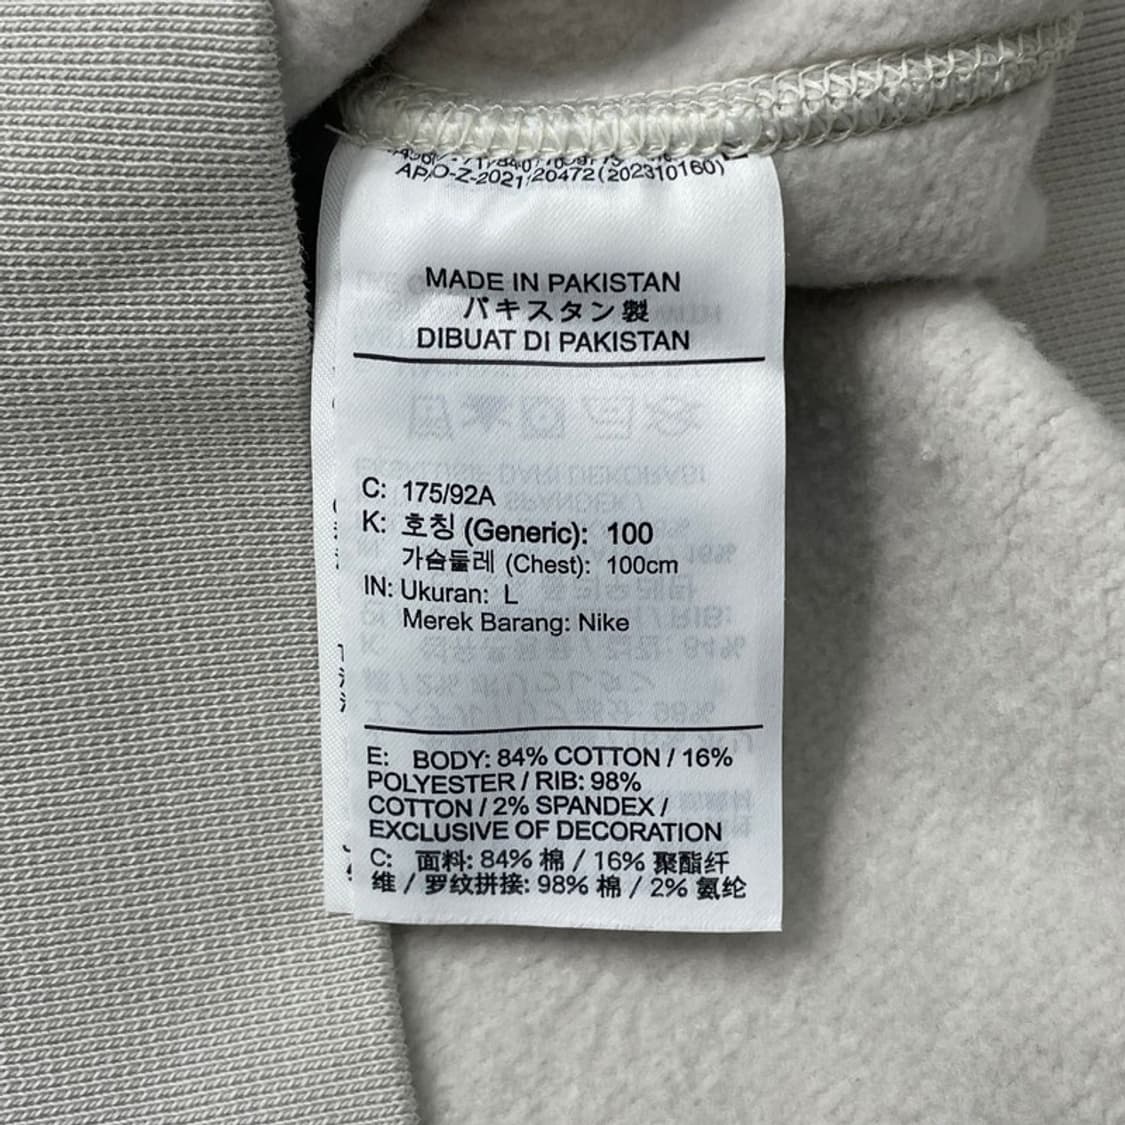 AP/O-Z-2021/20472 (202310160)
MADE IN PAKISTAN
パキスタン製
DIBUAT DI PAKISTAN
C: 175/92A
K: 호칭 (Generic): 100
가슴둘레 (Chest): 100cm
IN: Ukuran: L
Merek Barang: Nike
E: BODY: 84% COTTON / 16%
POLYESTER / RIB: 98%
COTTON / 2% SPANDEX /
EXCLUSIVE OF DECORATION
C: 面料: 84% 棉 / 16% 聚酯纤
维 / 罗纹拼接: 98% 棉 / 2% 氨纶